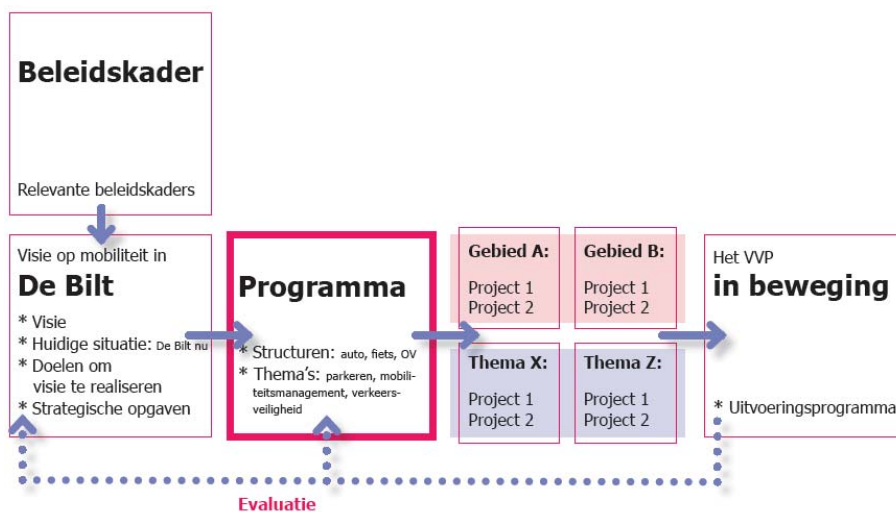 Beleidskader
Relevante beleidskaders
Visie op mobiliteit in
De Bilt
* Visie
* Huidige situatie: De Bilt nu
* Doelen om
visie te realiseren
* Strategische opgaven
Programma
* Structuren: auto, fiets, OV
* Thema's: parkeren, mobili-
teitsmanagement, verkeers-
veiligheid
Gebied A:
Project 1
Project 2
Gebied B:
Project 1
Project 2
Thema X:
Project 1
Project 2
Thema Z:
Project 1
Project 2
Het VVP
in beweging
* Uitvoeringsprogramma
Evaluatie